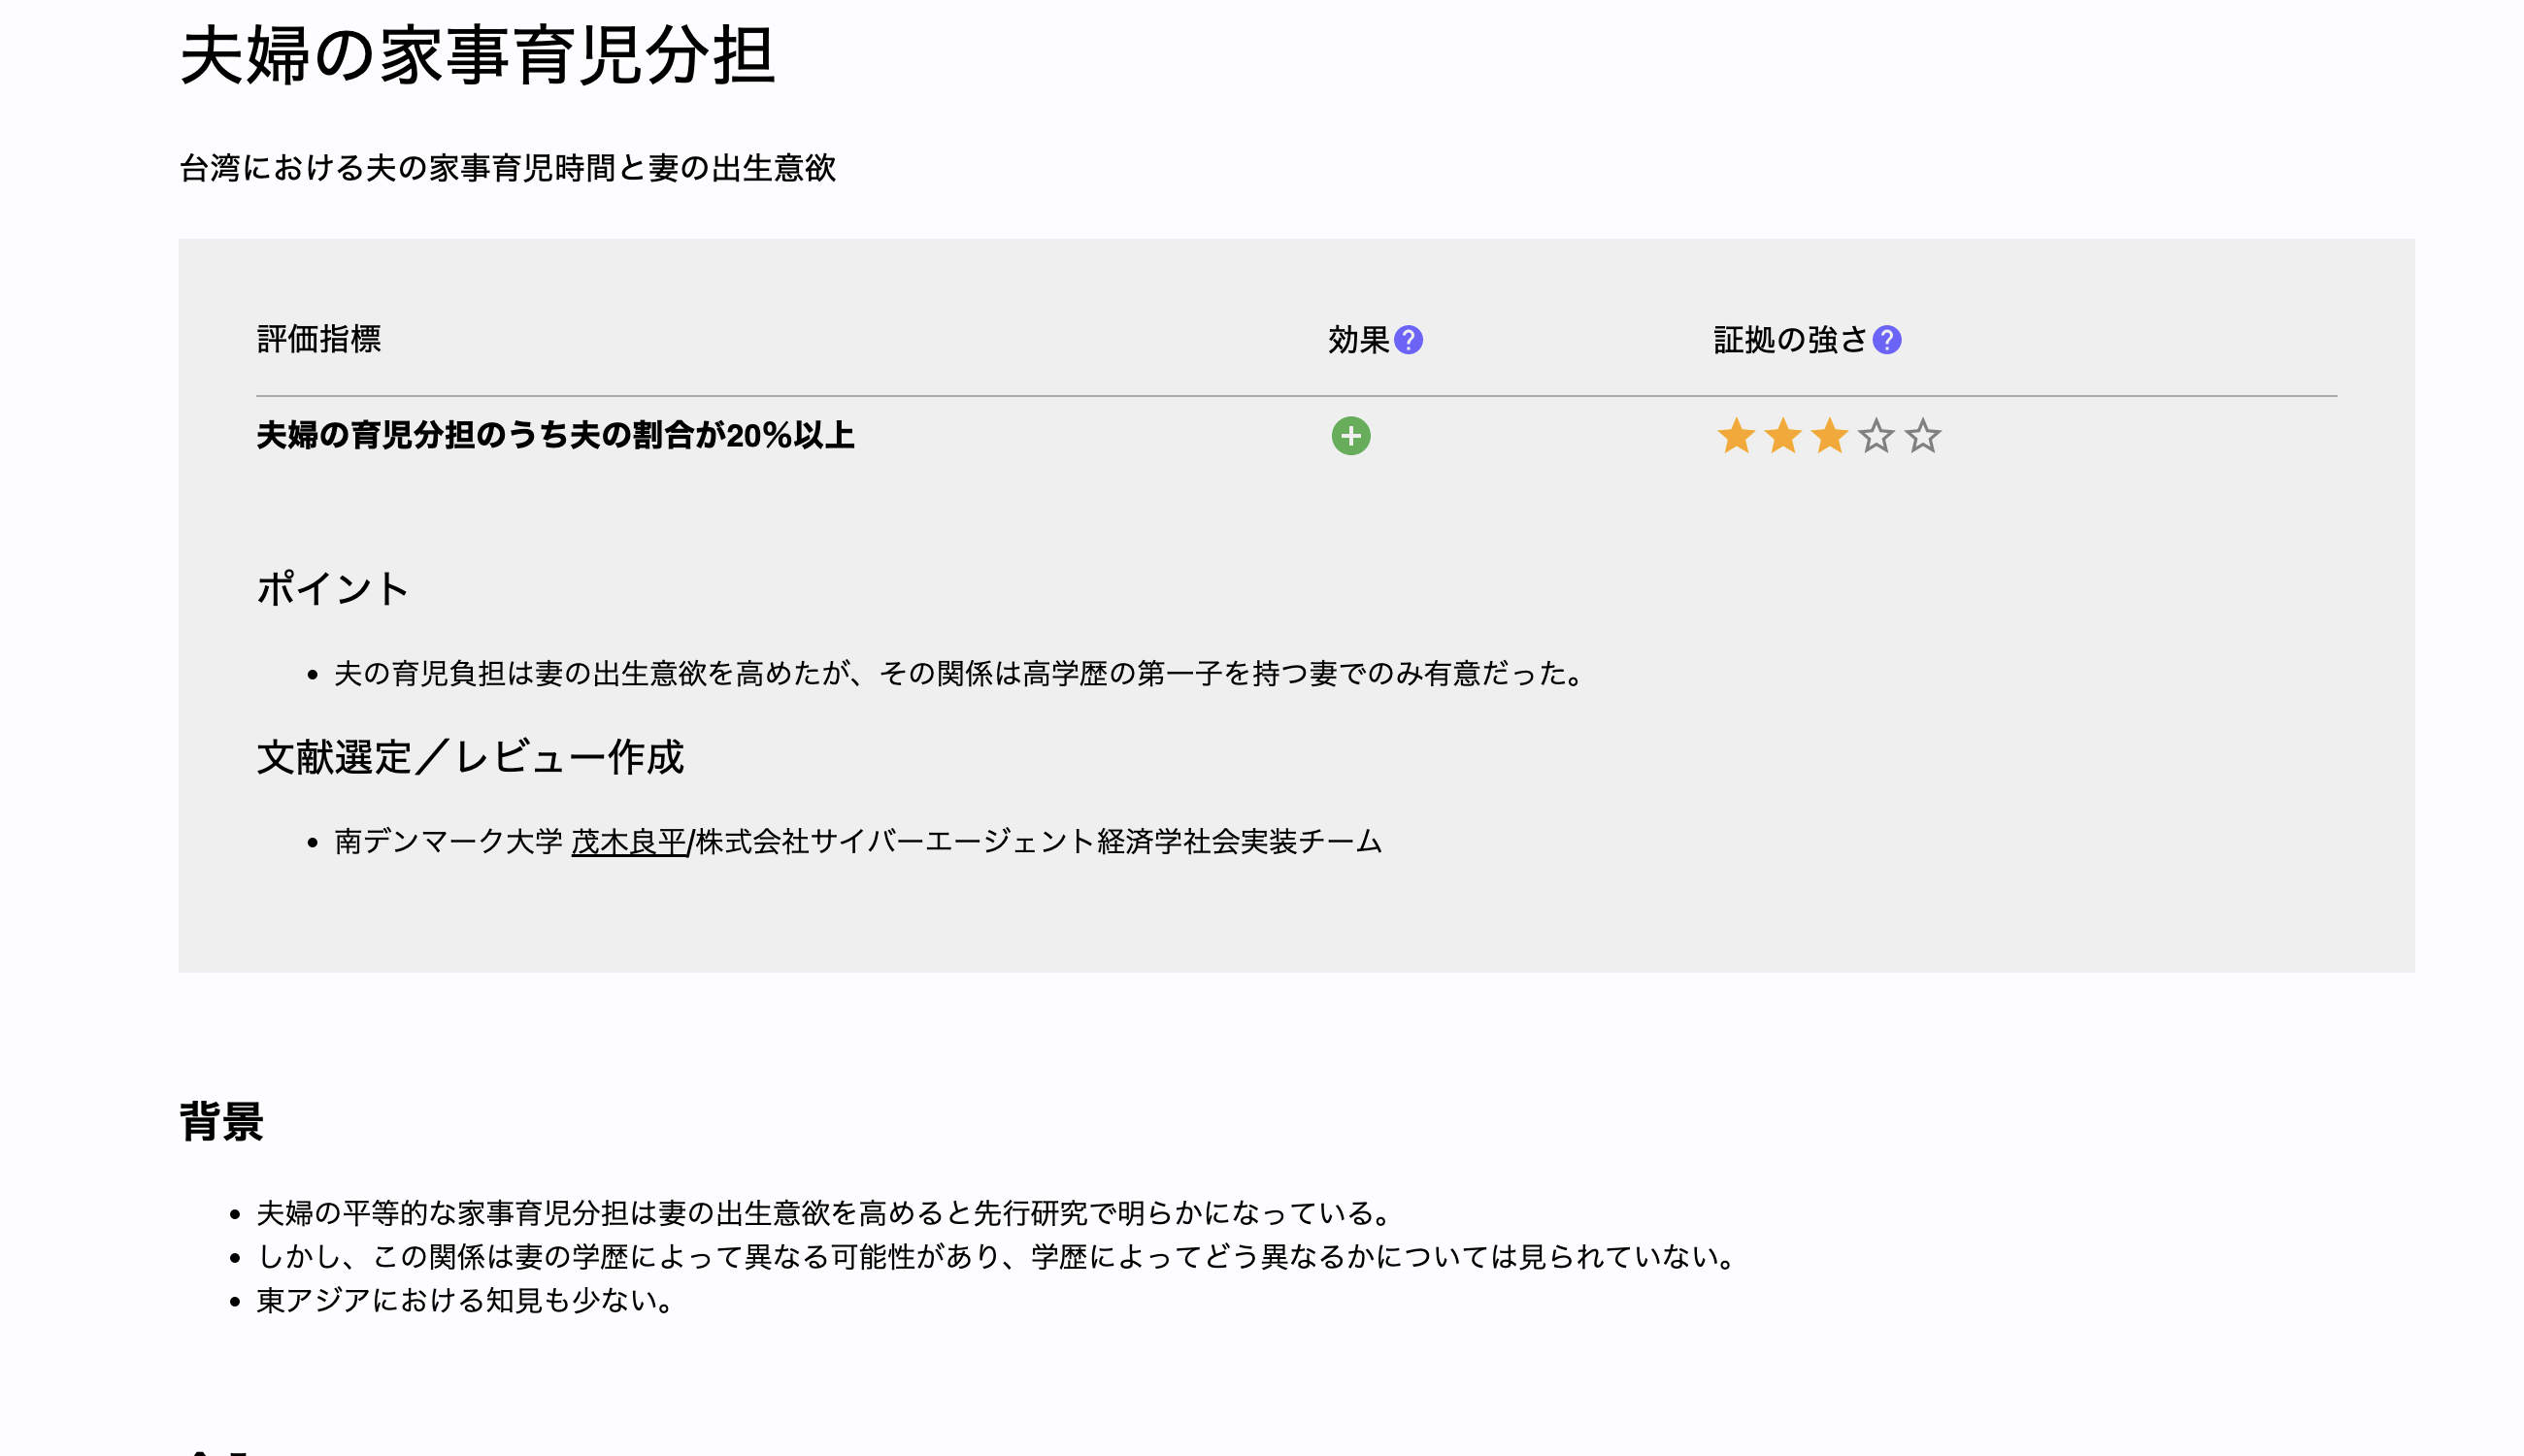 夫婦の家事育児分担
台湾における夫の家事育児時間と妻の出生意欲
評価指標 効果? 証拠の強さ?
夫婦の育児分担のうち夫の割合が20%以上
ポイント
• 夫の育児負担は妻の出生意欲を高めたが、その関係は高学歴の第一子を持つ妻でのみ有意だった。
文献選定／レビュー作成
• 南デンマーク大学 茂木良平/株式会社サイバーエージェント経済学社会実装チーム
背景
• 夫婦の平等的な家事育児分担は妻の出生意欲を高めると先行研究で明らかになっている。
• しかし、この関係は妻の学歴によって異なる可能性があり、学歴によってどう異なるかについては見られていない。
• 東アジアにおける知見も少ない。